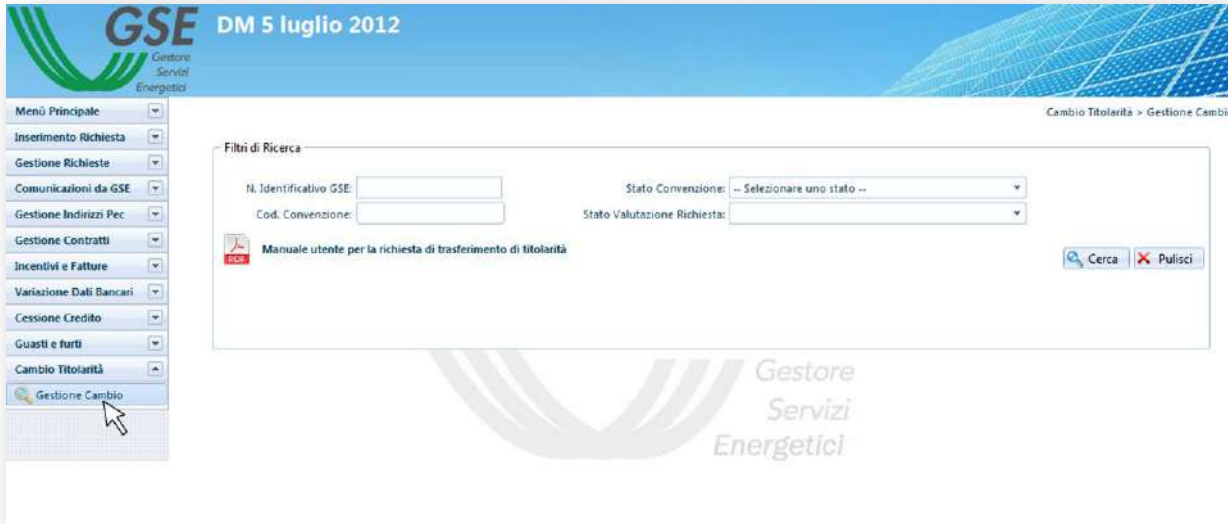 GSE
Gestore
Servizi
Energetici
DM 5 luglio 2012
Menù Principale
Inserimento Richiesta
Gestione Richieste
Comunicazioni da GSE
Gestione Indirizzi Pec
Gestione Contratti
Incentivi e Fatture
Variazione Dati Bancari
Cessione Credito
Guasti e furti
Cambio Titolarità
Gestione Cambio
Cambio Titolarità > Gestione Cambi
Filtri di Ricerca
N. Identificativo GSE:
Stato Convenzione: -- Selezionare uno stato --
Cod. Convenzione:
Stato Valutazione Richiesta:
PDF
Manuale utente per la richiesta di trasferimento di titolarità
Cerca
Pulisci
Gestore
Servizi
Energetici